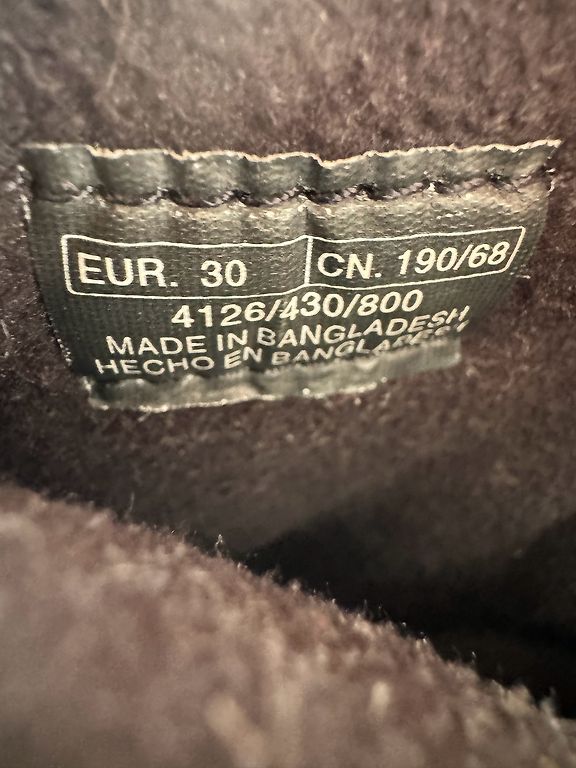 EUR. 30 CN. 190/68
4126/430/800
MADE IN BANGLADESH
HECHO EN BANGLADESH